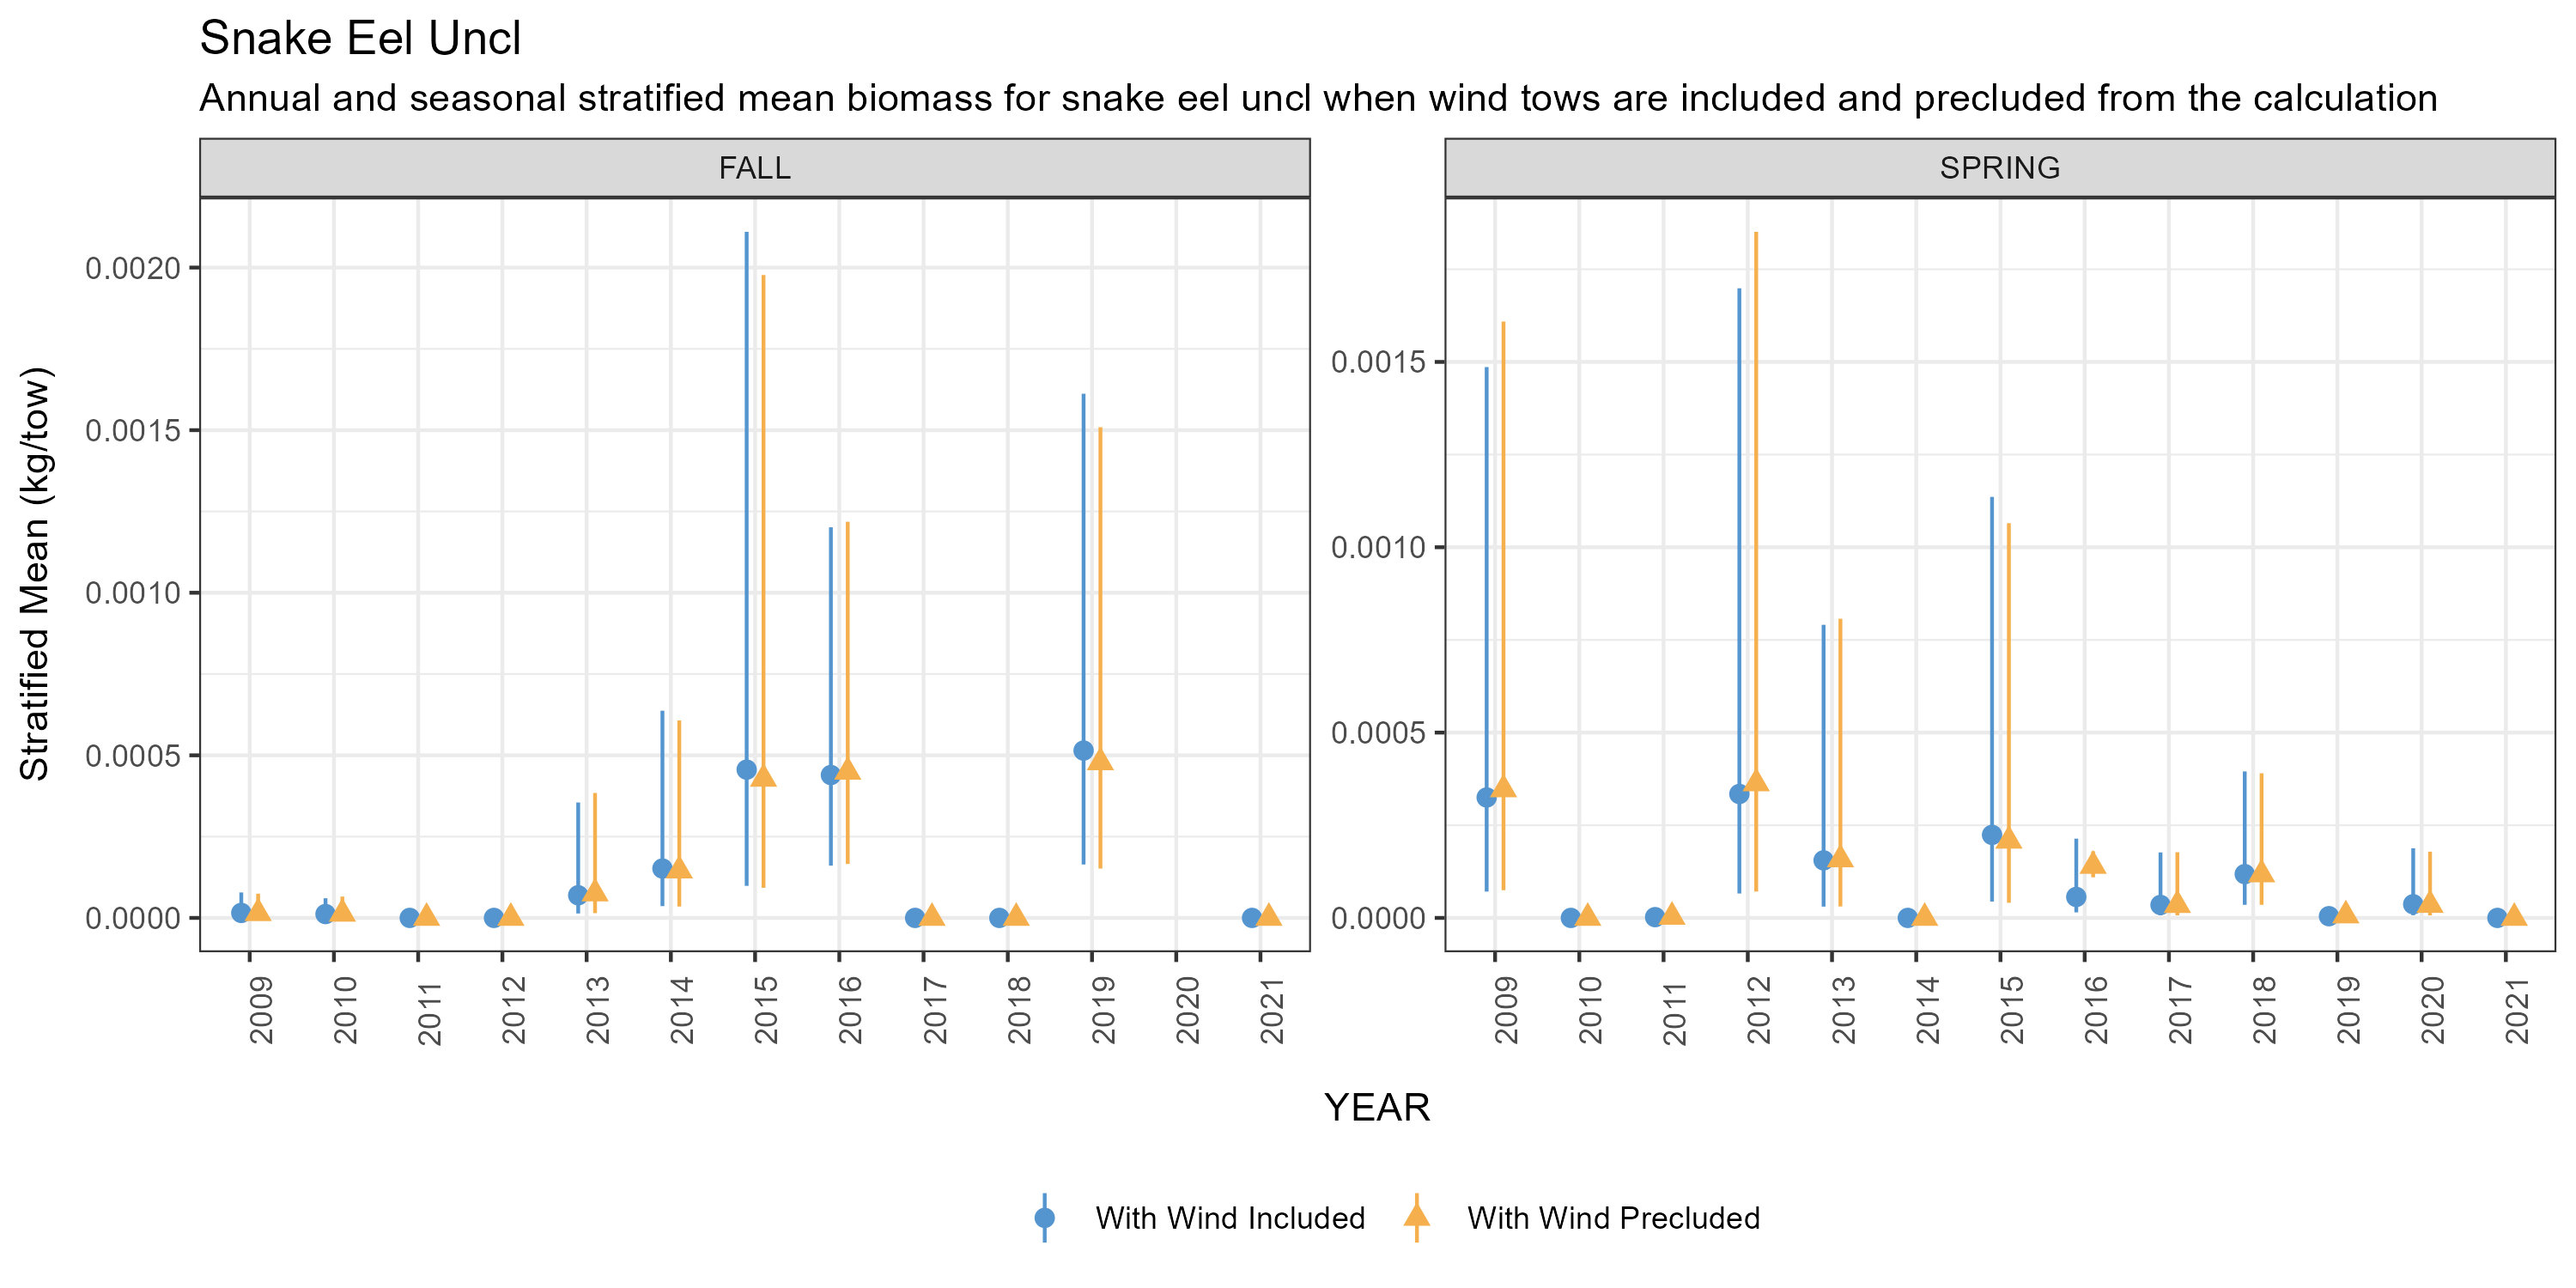 Snake Eel Uncl
Annual and seasonal stratified mean biomass for snake eel uncl when wind tows are included and precluded from the calculation
FALL
SPRING
Stratified Mean (kg/tow)
0.0020
0.0015
0.0010
0.0005
0.0000
0.0015
0.0010
0.0005
0.0000
2009 2010 2011 2012 2013 2014 2015 2016 2017 2018 2019 2020 2021
2009 2010 2011 2012 2013 2014 2015 2016 2017 2018 2019 2020 2021
YEAR
With Wind Included With Wind Precluded